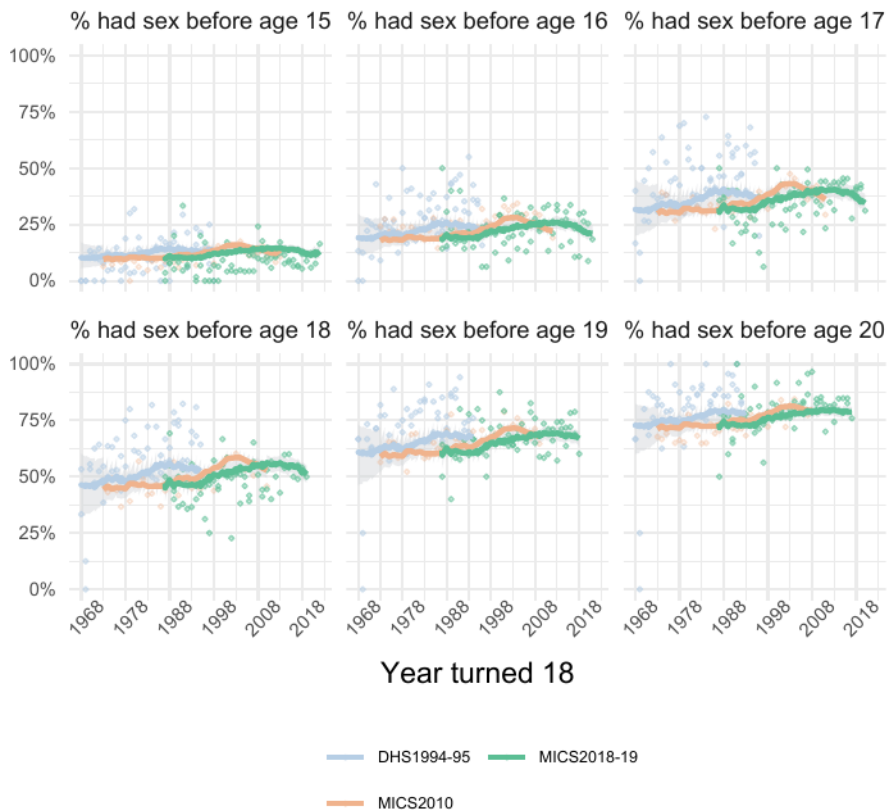 % had sex before age 15 % had sex before age 16 % had sex before age 17
100%
75%
50%
25%
0%
% had sex before age 18 % had sex before age 19 % had sex before age 20
100%
75%
50%
25%
0%
1968 1978 1988 1998 2008 2018 1968 1978 1988 1998 2008 2018 1968 1978 1988 1998 2008 2018
Year turned 18
DHS1994-95 MICS2018-19
MICS2010